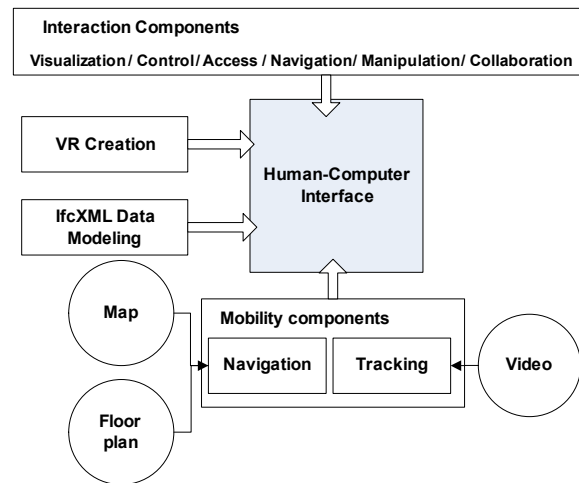 Interaction Components
Visualization / Control / Access / Navigation/ Manipulation/ Collaboration
VR Creation
Human-Computer
Interface
IfcXML Data
Modeling
Map
Mobility components
Navigation
Tracking
Video
Floor
plan